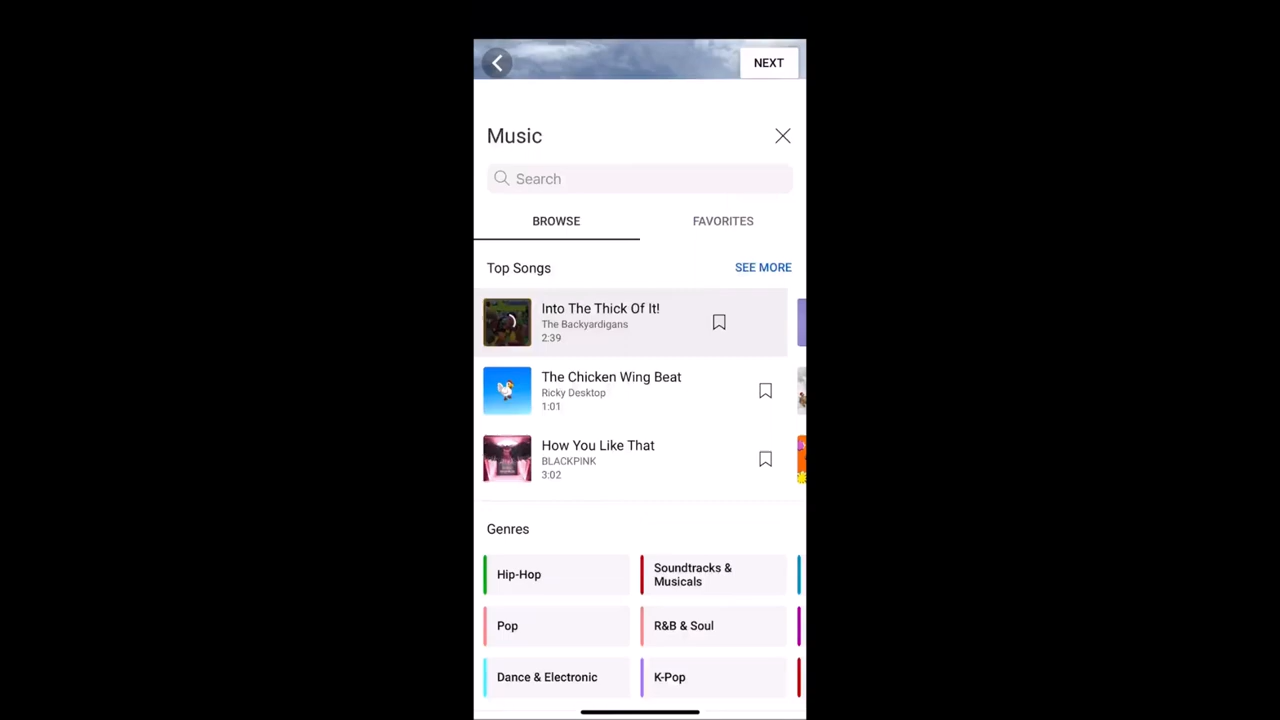 NEXT
Music
Search
BROWSE
FAVORITES
Top Songs
SEE MORE
Into The Thick Of It!
The Backyardigans
2:39
The Chicken Wing Beat
Ricky Desktop
1:01
How You Like That
BLACKPINK
3:02
Genres
Hip-Hop
Soundtracks &
Musicals
Pop
R&B & Soul
Dance & Electronic
K-Pop